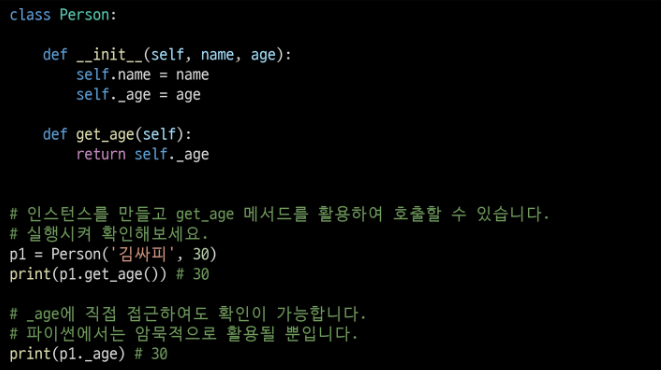 class Person:
    def __init__(self, name, age):
        self.name = name
        self._age = age
    def get_age(self):
        return self._age
# 인스턴스를 만들고 get_age 메서드를 활용하여 호출할 수 있습니다.
# 실행시켜 확인해보세요.
p1 = Person('김싸피', 30)
print(p1.get_age()) # 30
# _age에 직접 접근하여도 확인이 가능합니다.
# 파이썬에서는 암묵적으로 활용될 뿐입니다.
print(p1._age) # 30